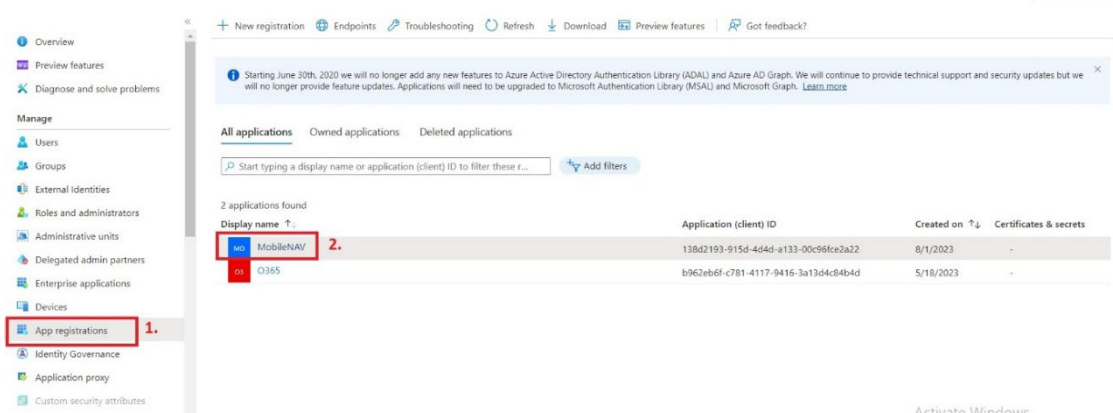 + New registration Endpoints Troubleshooting Refresh Download Preview features Got feedback?
Overview
Preview features
Diagnose and solve problems
Manage
Users
Groups
External Identities
Roles and administrators
Administrative units
Delegated admin partners
Enterprise applications
Devices
App registrations 1.
Identity Governance
Application proxy
Custom security attributes
Starting June 30th, 2020 we will no longer add any new features to Azure Active Directory Authentication Library (ADAL) and Azure AD Graph. We will continue to provide technical support and security updates but we
will no longer provide feature updates. Applications will need to be upgraded to Microsoft Authentication Library (MSAL) and Microsoft Graph. Learn more
All applications Owned applications Deleted applications
Start typing a display name or application (client) ID to filter these r... Add filters
2 applications found
Display name Application (client) ID Created on Certificates & secrets
MO MobileNAV 2. 138d2193-915d-4d4d-a133-00c96fce2a22 8/1/2023 -
O3 O365 b962eb6f-c781-4117-9416-3a13d4c84b4d 5/18/2023 -
Activate Windows